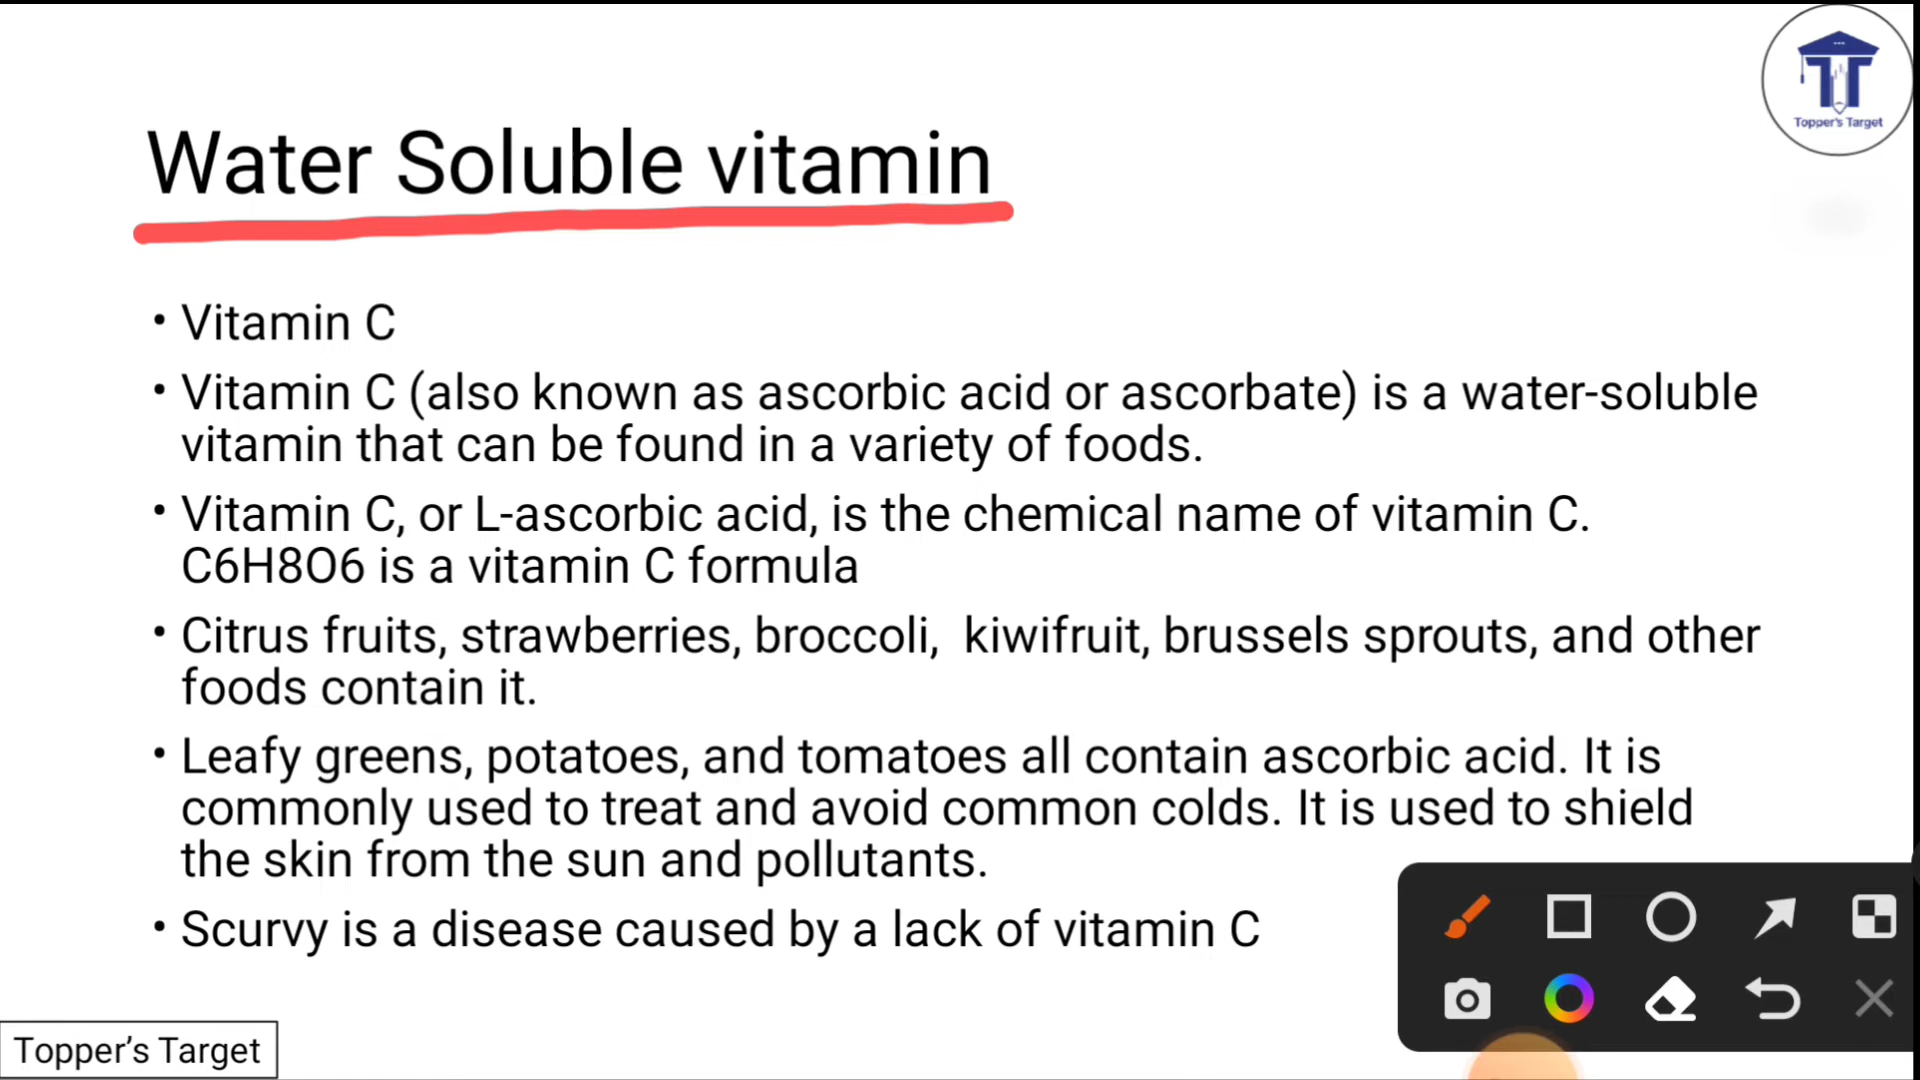 Topper's Target
Water Soluble vitamin
• Vitamin C
• Vitamin C (also known as ascorbic acid or ascorbate) is a water-soluble
vitamin that can be found in a variety of foods.
• Vitamin C, or L-ascorbic acid, is the chemical name of vitamin C.
C6H8O6 is a vitamin C formula
• Citrus fruits, strawberries, broccoli,  kiwifruit, brussels sprouts, and other
foods contain it.
• Leafy greens, potatoes, and tomatoes all contain ascorbic acid. It is
commonly used to treat and avoid common colds. It is used to shield
the skin from the sun and pollutants.
• Scurvy is a disease caused by a lack of vitamin C
Topper’s Target